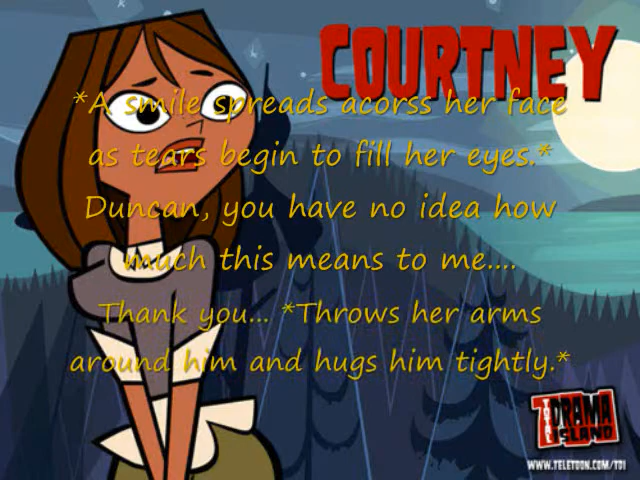 COURTNEY
*A smile spreads acorss her face
as tears begin to fill her eyes.*
Duncan, you have no idea how
much this means to me....
Thank you... *Throws her arms
around him and hugs him tightly.*
TOTAL
DRAMA
ISLAND
WWW.TELETOON.COM/TDI